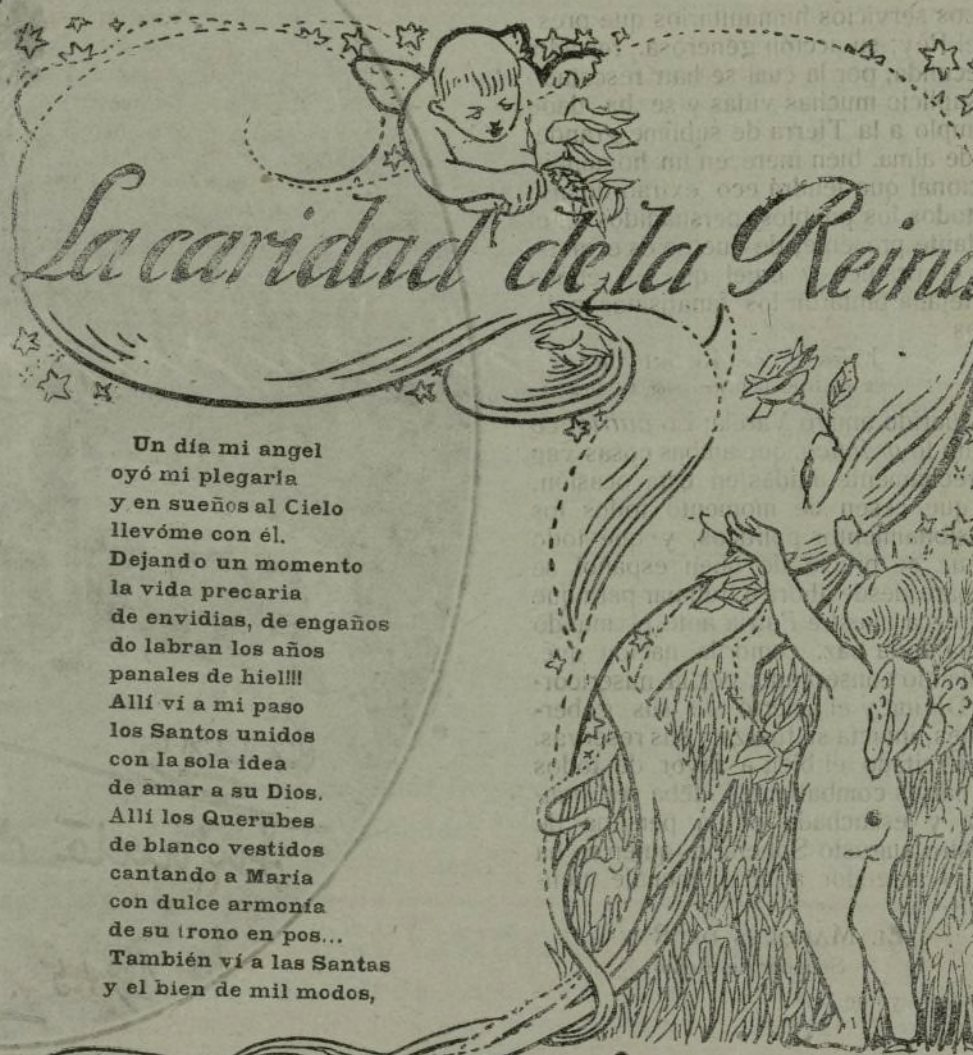 La caridad de la Reina
Un día mi angel
oyó mi plegaria
y en sueños al Cielo
llevóme con él.
Dejando un momento
la vida precaria
de envidias, de engaños
do labran los años
panales de hiel!!!
Allí ví a mi paso
los Santos unidos
con la sola idea
de amar a su Dios.
Allí los Querubes
de blanco vestidos
cantando a María
con dulce armonía
de su trono en pos...
También ví a las Santas
y el bien de mil modos,